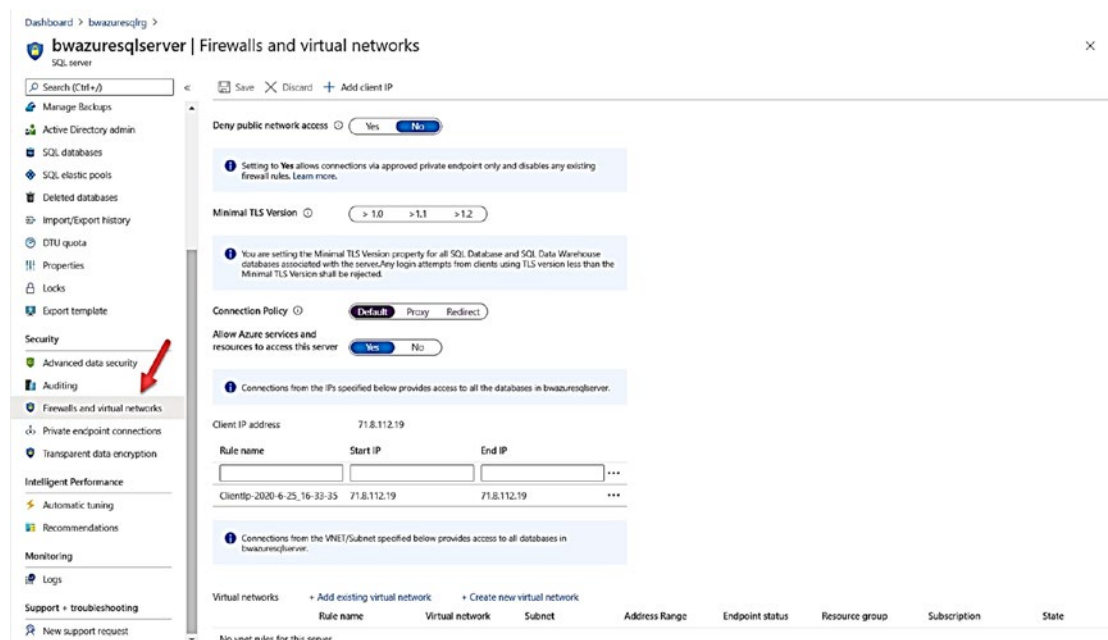 Dashboard > bwazuresqlrg >
bwazuresqlserver | Firewalls and virtual networks
SQL server
Search (Ctrl+/)
«
Save
Discard
+ Add client IP
Manage Backups
Active Directory admin
SQL databases
SQL elastic pools
Deleted databases
Import/Export history
DTU quota
Properties
Locks
Export template
Security
Advanced data security
Auditing
Firewalls and virtual networks
Private endpoint connections
Transparent data encryption
Intelligent Performance
Automatic tuning
Recommendations
Monitoring
Logs
Support + troubleshooting
New support request
Deny public network access Yes No
Setting to Yes allows connections via approved private endpoint only and disables any existing
firewall rules. Learn more.
Minimal TLS Version > 1.0 >1.1 >1.2
You are setting the Minimal TLS Version property for all SQL Database and SQL Data Warehouse
databases associated with the server.Any login attempts from clients using TLS version less than the
Minimal TLS Version shall be rejected.
Connection Policy Default Proxy Redirect
Allow Azure services and
resources to access this server Yes No
Connections from the IPs specified below provides access to all the databases in bwazuresqlserver.
Client IP address 71.8.112.19
Rule name Start IP End IP
...
ClientIp-2020-6-25_16-33-35 71.8.112.19 71.8.112.19 ...
Connections from the VNET/Subnet specified below provides access to all databases in
bwazuresqlserver.
Virtual networks + Add existing virtual network + Create new virtual network
Rule name Virtual network Subnet Address Range Endpoint status Resource group Subscription State
No vnet rules for this server.